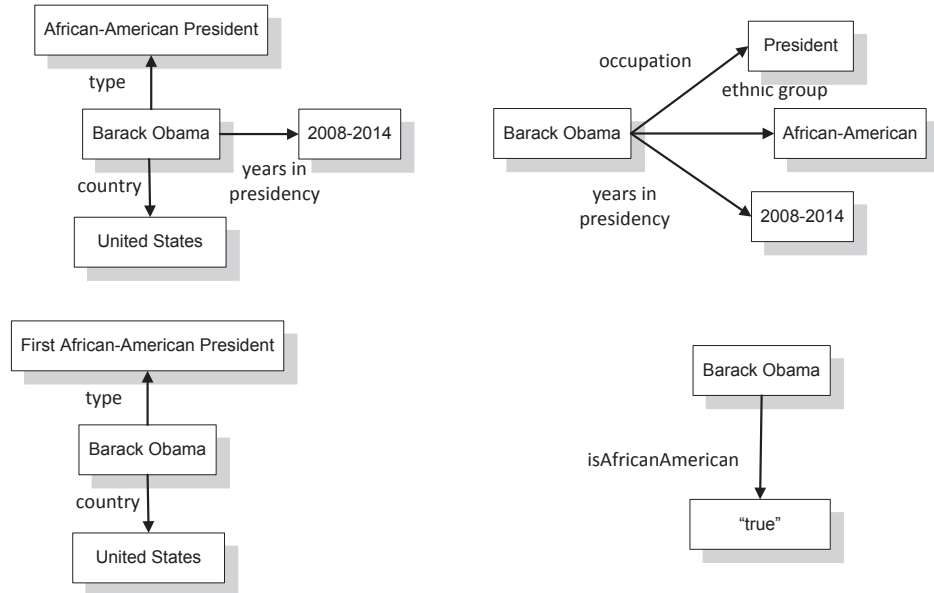 African-American President
type
Barack Obama
2008-2014
country
years in
presidency
United States
President
occupation
ethnic group
Barack Obama
African-American
years in
presidency
2008-2014
First African-American President
type
Barack Obama
country
United States
Barack Obama
isAfricanAmerican
“true”